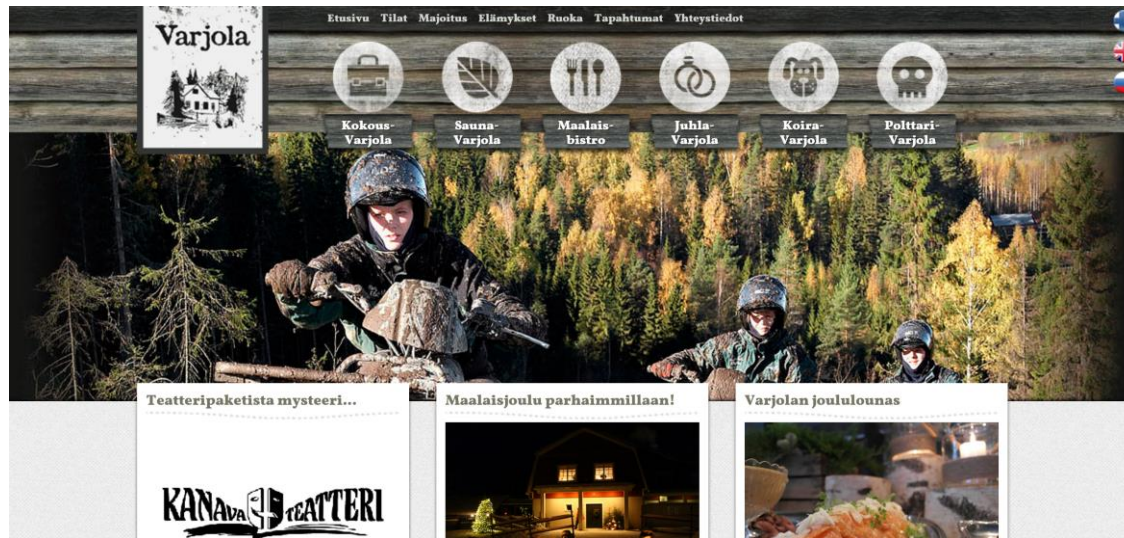 Varjola
Etusivu Tilat Majoitus Elämykset Ruoka Tapahtumat Yhteystiedot
Kokous-
Varjola
Sauna-
Varjola
Maalais-
bistro
Juhla-
Varjola
Koira-
Varjola
Polttari-
Varjola
Teatteripaketista mysteeri...
Maalaisjoulu parhaimmillaan!
Varjolan joululounas
KANAVA TEATTERI